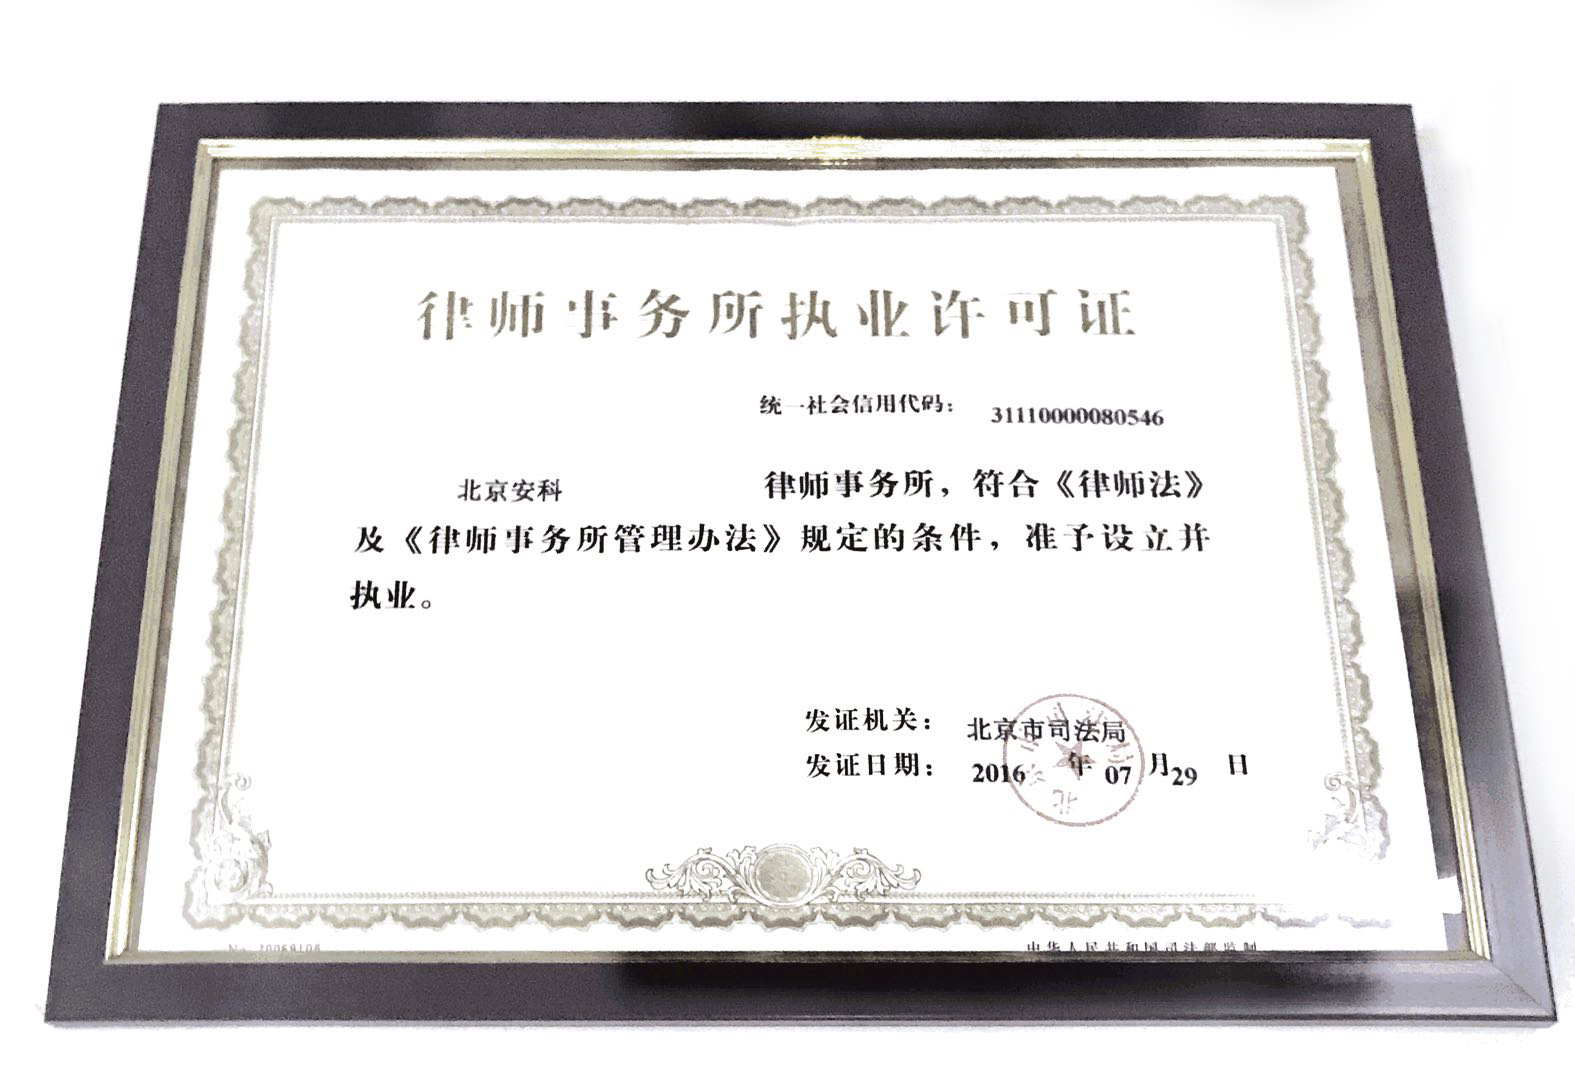 律师事务所执业许可证
统一社会信用代码： 31110000080546
北京安科 律师事务所，符合《律师法》
及《律师事务所管理办法》规定的条件，准予设立并
执业。
发证机关： 北京市司法局
发证日期： 2016 年 07 月 29 日
中华人民共和国司法部监制